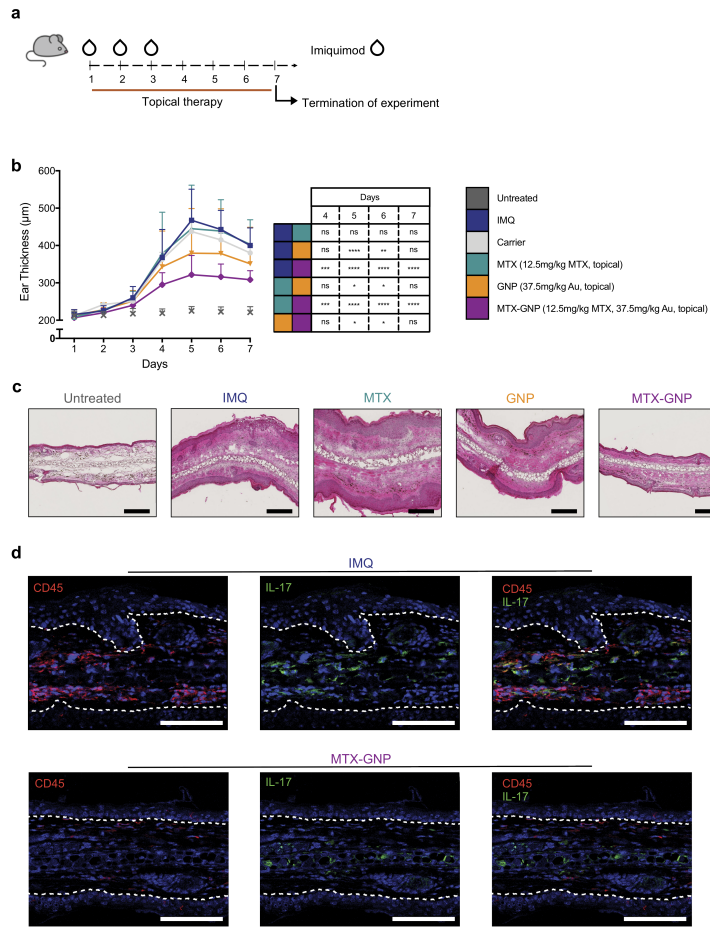 a
Imiquimod
1 2 3 4 5 6 7
Topical therapy
Termination of experiment
b
Ear Thickness (µm)
600
500
400
300
200
0
1 2 3 4 5 6 7
Days
Days
4 5 6 7
ns ns ns ns
ns **** ** ns
*** **** **** ****
ns * * ns
*** **** **** ****
ns * * ns
Untreated
IMQ
Carrier
MTX (12.5mg/kg MTX, topical)
GNP (37.5mg/kg Au, topical)
MTX-GNP (12.5mg/kg MTX, 37.5mg/kg Au, topical)
c
Untreated IMQ MTX GNP MTX-GNP
d
IMQ
CD45 IL-17 CD45
IL-17
MTX-GNP
CD45 IL-17 CD45
IL-17